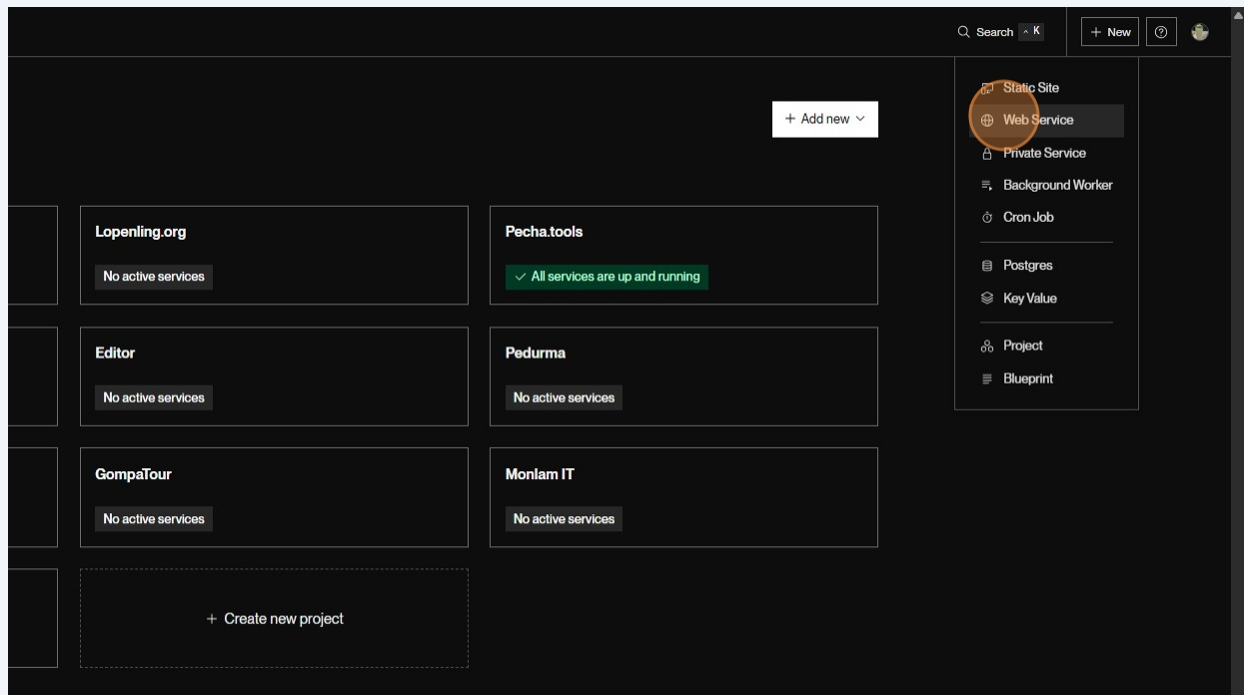 Search ^ K
+ New
+ Add new
Static Site
Web Service
Private Service
Background Worker
Cron Job
Postgres
Key Value
Project
Blueprint
Lopenling.org
No active services
Pecha.tools
All services are up and running
Editor
No active services
Pedurma
No active services
GompaTour
No active services
Monlam IT
No active services
+ Create new project